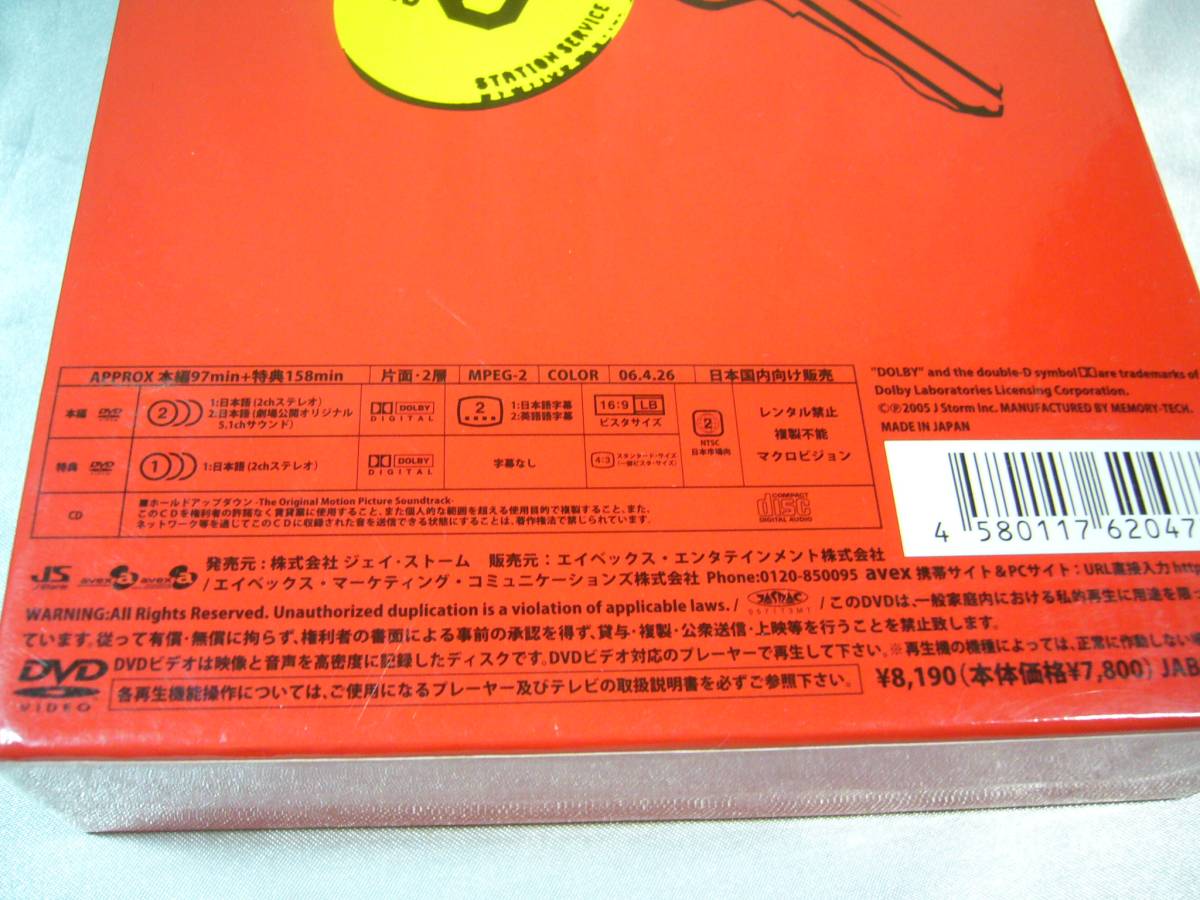 STATION SERVICE
APPROX 本編97min+特典158min 片面・2層 MPEG-2 COLOR 06.4.26 日本国内向け販売
本編 DVD 2 1:日本語(2chステレオ)
2.日本語(劇場公開オリジナル
5.1chサウンド)
DOLBY
DIGITAL
2 1:日本語字幕
2:英語字幕
16:9 LB
ビスタサイズ
2
NTSC
日本市場向
レンタル禁止
複製不能
マクロビジョン
特典 DVD 1 1:日本語(2chステレオ)
DOLBY
DIGITAL
字幕なし
4:3 スタンダード・サイズ
(一部ビスタ・サイズ)
CD
■ホールドアップダウン -The Original Motion Picture Soundtrack-
このCDを権利者の許諾なく賃貸業に使用すること、また個人的な範囲を超える使用目的で複製すること、また、
ネットワーク等を通じてこのCDに収録された音を送信できる状態にすることは、著作権法で禁じられています。
COMPACT
disc
DIGITAL AUDIO
"DOLBY" and the double-D symbol are trademarks of
Dolby Laboratories Licensing Corporation.
©℗2005 J Storm Inc. MANUFACTURED BY MEMORY-TECH.
MADE IN JAPAN
4 580117 62047
JS avex avex
発売元:株式会社 ジェイ・ストーム 販売元:エイベックス・エンタテインメント株式会社
/エイベックス・マーケティング・コミュニケーションズ株式会社 Phone:0120-850095 avex 携帯サイト&PCサイト:URL直接入力 http
WARNING:All Rights Reserved. Unauthorized duplication is a violation of applicable laws. / JASRAC / このDVDは、一般家庭内における私的再生に用途を限っ
ています。従って有償・無償に拘らず、権利者の書面による事前の承認を得ず、貸与・複製・公衆送信・上映等を行うことを禁止致します。
DVD
VIDEO
DVDビデオは映像と音声を高密度に記録したディスクです。DVDビデオ対応のプレーヤーで再生して下さい。※再生機の機種によっては、正常に作動しない
各再生機能操作については、ご使用になるプレーヤー及びテレビの取扱説明書を必ずご参照下さい。
¥8,190(本体価格¥7,800) JAB